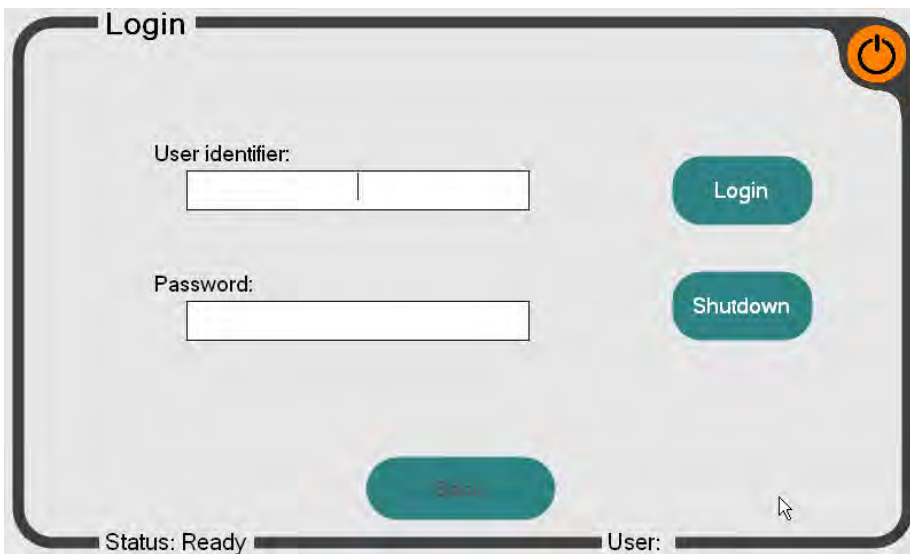 Login
User identifier:
Login
Password:
Shutdown
Status: Ready
User: